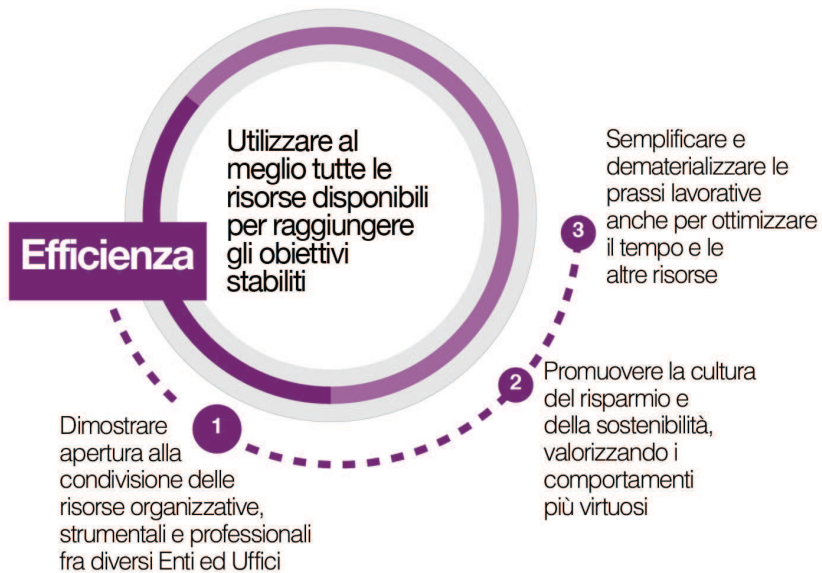 Efficienza
Utilizzare al
meglio tutte le
risorse disponibili
per raggiungere
gli obiettivi
stabiliti
1
Dimostrare
apertura alla
condivisione delle
risorse organizzative,
strumentali e professionali
fra diversi Enti ed Uffici
2
Promuovere la cultura
del risparmio e
della sostenibilità,
valorizzando i
comportamenti
più virtuosi
3
Semplificare e
dematerializzare le
prassi lavorative
anche per ottimizzare
il tempo e le
altre risorse